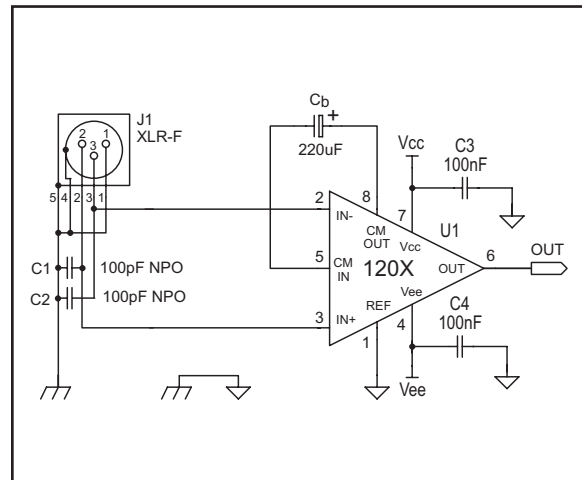 J1
XLR-F
2
1
3
5 4 2 3 1
C1
100pF NPO
C2
100pF NPO
Cb
+
220uF
Vcc
C3
100nF
2
IN-
8
CM
OUT
7
Vcc
U1
5
CM
IN
120X
OUT
6
OUT
REF
Vee
3
IN+
1
4
C4
100nF
Vee